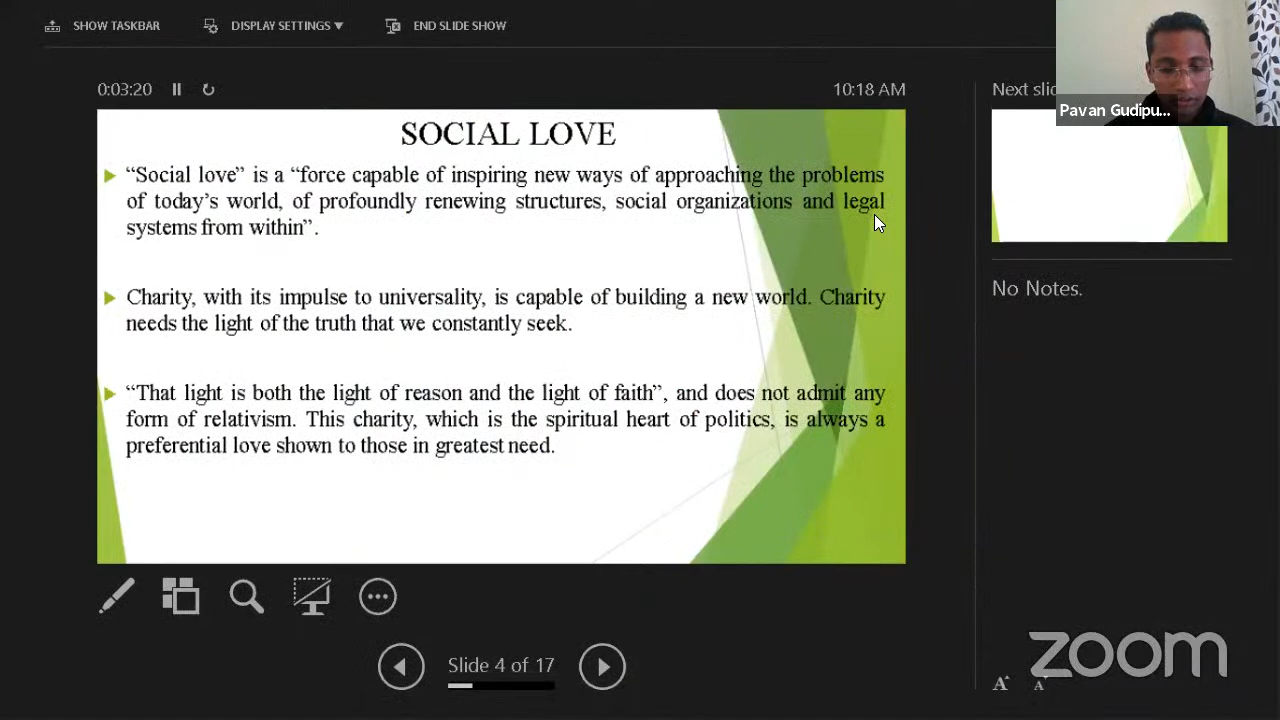 SHOW TASKBAR
DISPLAY SETTINGS
END SLIDE SHOW
0:03:20
10:18 AM
Next slid
Pavan Gudipu...
SOCIAL LOVE
“Social love” is a “force capable of inspiring new ways of approaching the problems
of today’s world, of profoundly renewing structures, social organizations and legal
systems from within”.
Charity, with its impulse to universality, is capable of building a new world. Charity
needs the light of the truth that we constantly seek.
“That light is both the light of reason and the light of faith”, and does not admit any
form of relativism. This charity, which is the spiritual heart of politics, is always a
preferential love shown to those in greatest need.
No Notes.
Slide 4 of 17
zoom
A A